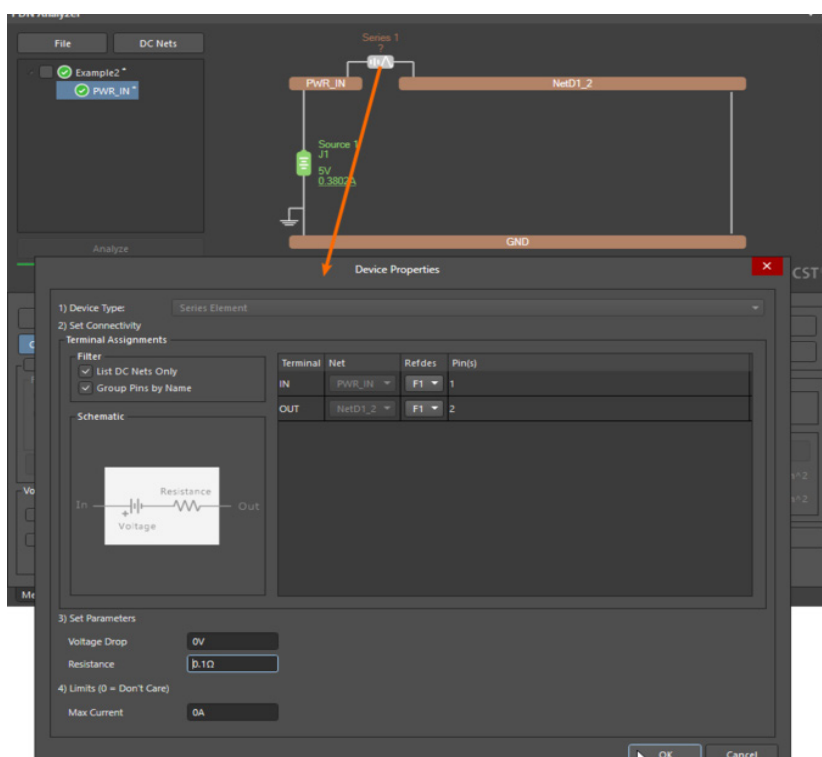 PDN Analyzer
File
DC Nets
Example2 *
PWR_IN *
Analyze
Series 1
?
PWR_IN
NetD1_2
Source 1
J1
5V
0.3802A
GND
CST
Device Properties
1) Device Type:
Series Element
2) Set Connectivity
Terminal Assignments
Filter
List DC Nets Only
Group Pins by Name
Schematic
In
Resistance
Out
+
Voltage
Terminal Net Refdes Pin(s)
IN PWR_IN F1 1
OUT NetD1_2 F1 2
3) Set Parameters
Voltage Drop 0V
Resistance 0.1Ω
4) Limits (0 = Don't Care)
Max Current 0A
OK
Cancel